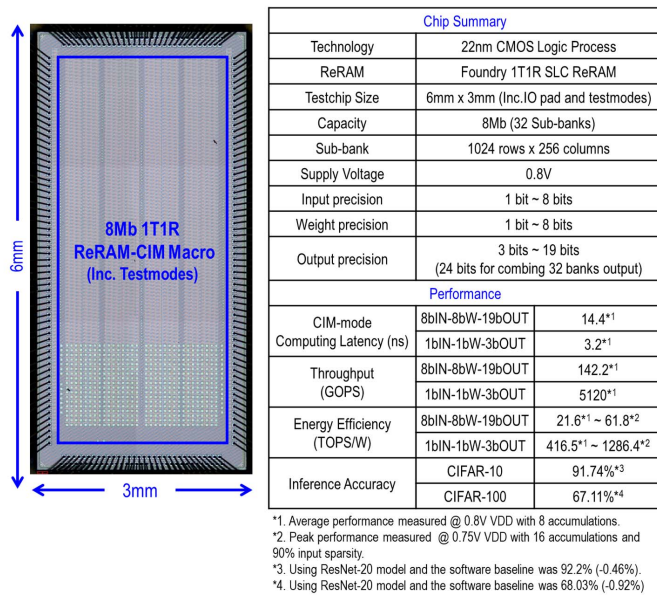 6mm
8Mb 1T1R
ReRAM-CIM Macro
(Inc. Testmodes)
3mm
Chip Summary
Technology 22nm CMOS Logic Process
ReRAM Foundry 1T1R SLC ReRAM
Testchip Size 6mm x 3mm (Inc.IO pad and testmodes)
Capacity 8Mb (32 Sub-banks)
Sub-bank 1024 rows x 256 columns
Supply Voltage 0.8V
Input precision 1 bit ~ 8 bits
Weight precision 1 bit ~ 8 bits
Output precision 3 bits ~ 19 bits
(24 bits for combing 32 banks output)
Performance
CIM-mode
Computing Latency (ns)
8bIN-8bW-19bOUT 14.4*1
1bIN-1bW-3bOUT 3.2*1
Throughput
(GOPS)
8bIN-8bW-19bOUT 142.2*1
1bIN-1bW-3bOUT 5120*1
Energy Efficiency
(TOPS/W)
8bIN-8bW-19bOUT 21.6*1 ~ 61.8*2
1bIN-1bW-3bOUT 416.5*1 ~ 1286.4*2
Inference Accuracy
CIFAR-10 91.74%*3
CIFAR-100 67.11%*4
*1. Average performance measured @ 0.8V VDD with 8 accumulations.
*2. Peak performance measured @ 0.75V VDD with 16 accumulations and
90% input sparsity.
*3. Using ResNet-20 model and the software baseline was 92.2% (-0.46%).
*4. Using ResNet-20 model and the software baseline was 68.03% (-0.92%)